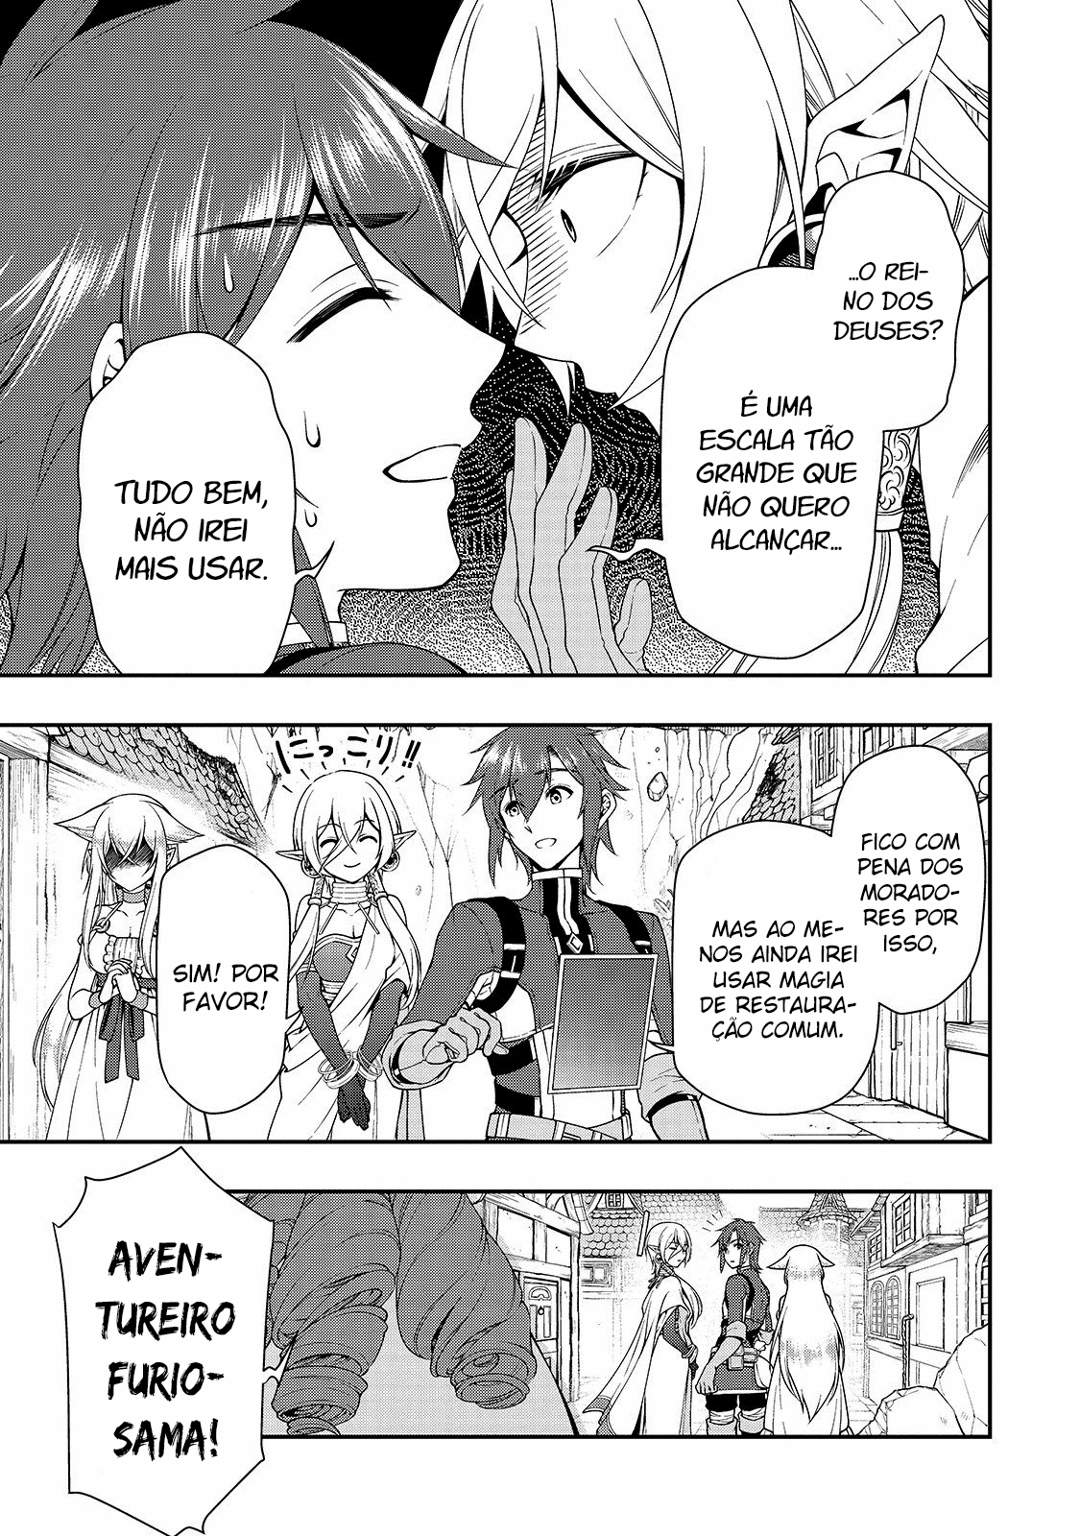 ...O REI-
NO DOS
DEUSES?
É UMA
ESCALA TÃO
GRANDE QUE
NÃO QUERO
ALCANÇAR...
TUDO BEM,
NÃO IREI
MAIS USAR.
FICO COM
PENA DOS
MORADO-
RES POR
ISSO,
MAS AO ME-
NOS AINDA IREI
USAR MAGIA
DE RESTAURA-
ÇÃO COMUM.
にっこり!!
SIM! POR
FAVOR!
AVEN-
TUREIRO
FURIO-
SAMA!